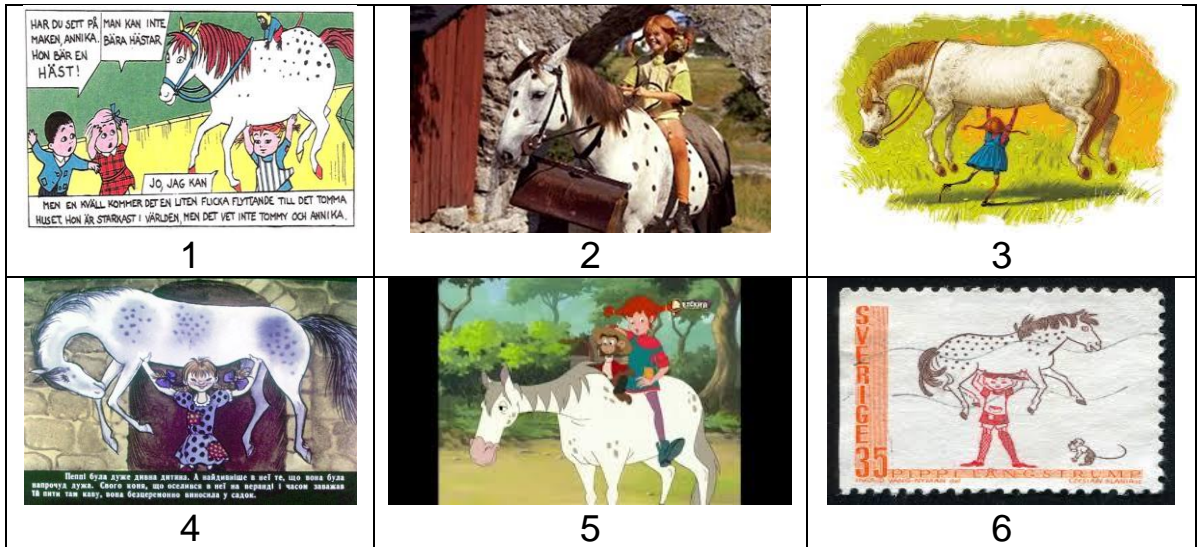 HAR DU SETT PÅ
MAKEN, ANNIKA.
HON BÄR EN
HÄST!
MAN KAN INTE
BÄRA HÄSTAR
JO, JAG KAN
MEN EN KVÄLL KOMMER DET EN LITEN FLICKA FLYTTANDE TILL DET TOMMA
HUSET. HON ÄR STARKAST I VÄRLDEN, MEN DET VET INTE TOMMY OCH ANNIKA.
1
2
3
Пеппі була дуже дивна дитина. А найдивніше в неї те, що вона була
напрочуд дужа. Свого коня, що оселився в неї на веранді і часом заважав
їй пити там каву, вона безцеремонно виносила у садок.
4
5
SVERIGE
35
PIPPI LÅNGSTRUMP
6